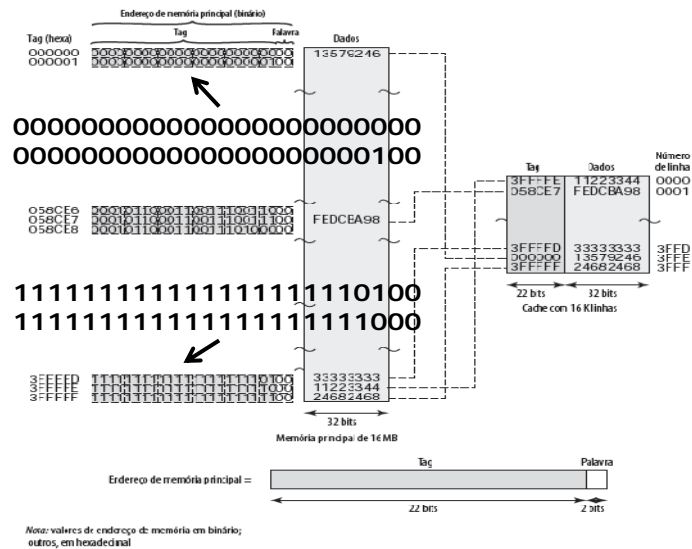 Endereço de memória principal (binário)
Tag (hexa) Tag Palavra Dados
000000 13579246
000001
000000000000000000000000
000000000000000000000100
Tag Dados Número de linha
3FFFFE 11223344 0000
058CE7 FEDCBA98 0001
058CE6
058CE7 FEDCBA98
058CE8
3FFFFD 33333333 3FFD
000000 13579246 3FFE
3FFFFF 24682468 3FFF
22 bits 32 bits
Cache com 16 Klinhas
111111111111111111110100
111111111111111111111000
3FFFFD 33333333
3FFFFE 11223344
3FFFFF 24682468
32 bits
Memória principal de 16 MB
Tag Palavra
Endereço de memória principal =
22 bits 2 bits
Nota: valores de endereço de memória em binário;
outros, em hexadecimal